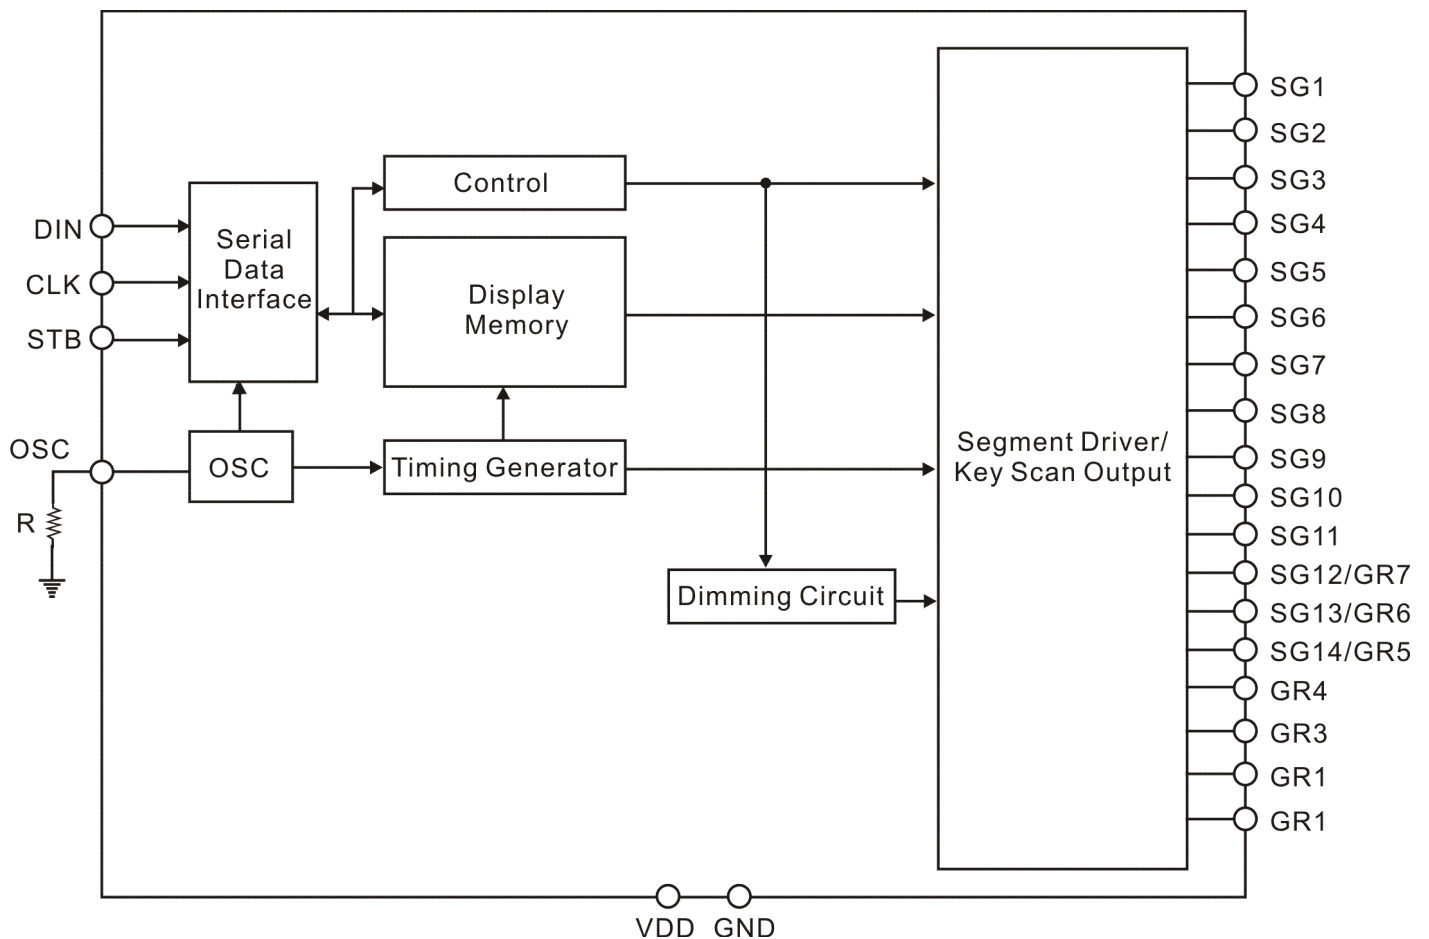 DIN
CLK
STB
OSC
R
Serial
Data
Interface
OSC
Control
Display
Memory
Timing Generator
Dimming Circuit
Segment Driver/
Key Scan Output
SG1
SG2
SG3
SG4
SG5
SG6
SG7
SG8
SG9
SG10
SG11
SG12/GR7
SG13/GR6
SG14/GR5
GR4
GR3
GR1
GR1
VDD GND